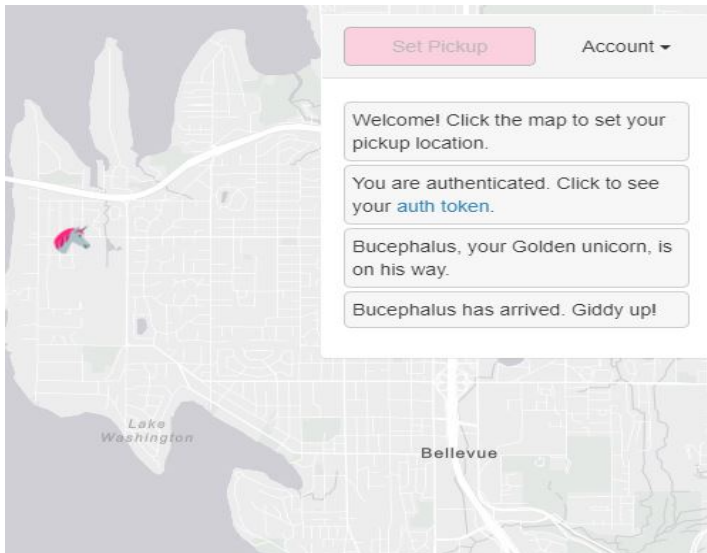 Set Pickup
Account
Welcome! Click the map to set your
pickup location.
You are authenticated. Click to see
your auth token.
Bucephalus, your Golden unicorn, is
on his way.
Bucephalus has arrived. Giddy up!
Lake
Washington
Bellevue